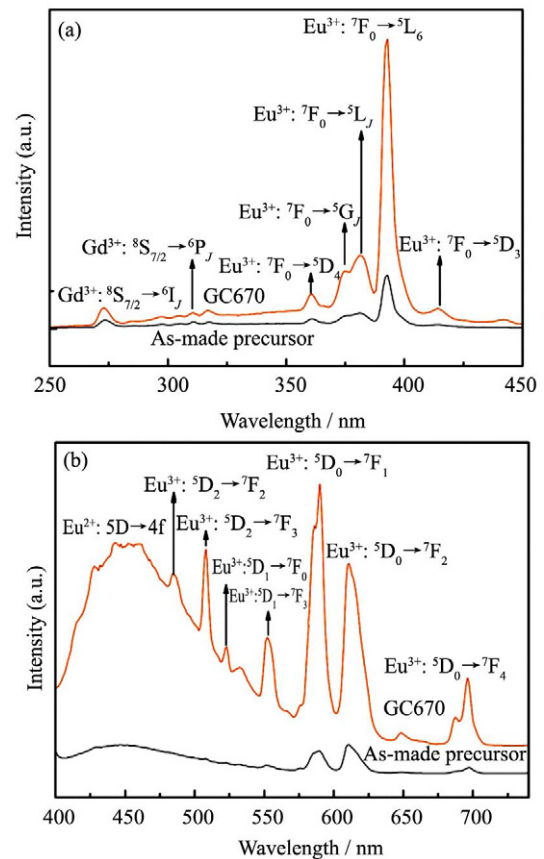 (a)
Eu³⁺: ⁷F₀→⁵L₆
Eu³⁺: ⁷F₀→⁵L_J
Eu³⁺: ⁷F₀→⁵G_J
Gd³⁺: ⁸S₇/₂→⁶P_J
Eu³⁺: ⁷F₀→⁵D₄
Eu³⁺: ⁷F₀→⁵D₃
Gd³⁺: ⁸S₇/₂→⁶I_J
GC670
As-made precursor
Intensity (a.u.)
250 300 350 400 450
Wavelength / nm
(b)
Eu³⁺: ⁵D₀→⁷F₁
Eu³⁺: ⁵D₂→⁷F₂
Eu²⁺: 5D→4f
Eu³⁺: ⁵D₂→⁷F₃
Eu³⁺: ⁵D₀→⁷F₂
Eu³⁺:⁵D₁→⁷F₀
Eu³⁺:⁵D₁→⁷F₃
Eu³⁺: ⁵D₀→⁷F₄
GC670
As-made precursor
Intensity (a.u.)
400 450 500 550 600 650 700
Wavelength / nm